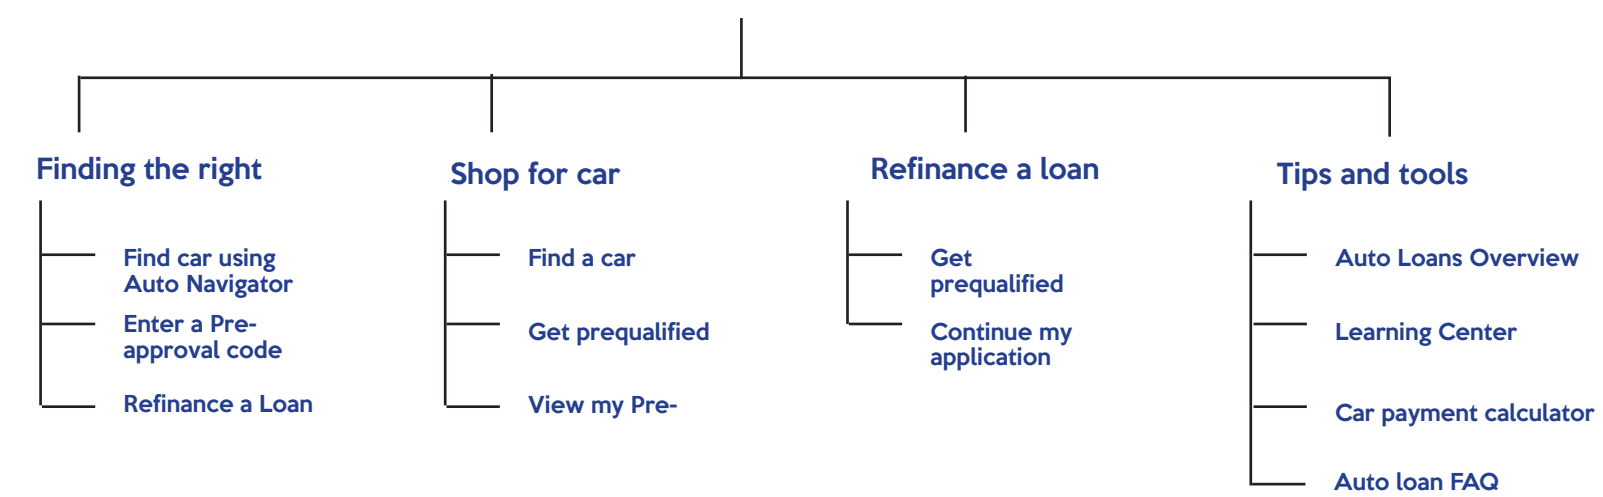 Finding the right
Find car using
Auto Navigator
Enter a Pre-
approval code
Refinance a Loan
Shop for car
Find a car
Get prequalified
View my Pre-
Refinance a loan
Get
prequalified
Continue my
application
Tips and tools
Auto Loans Overview
Learning Center
Car payment calculator
Auto loan FAQ